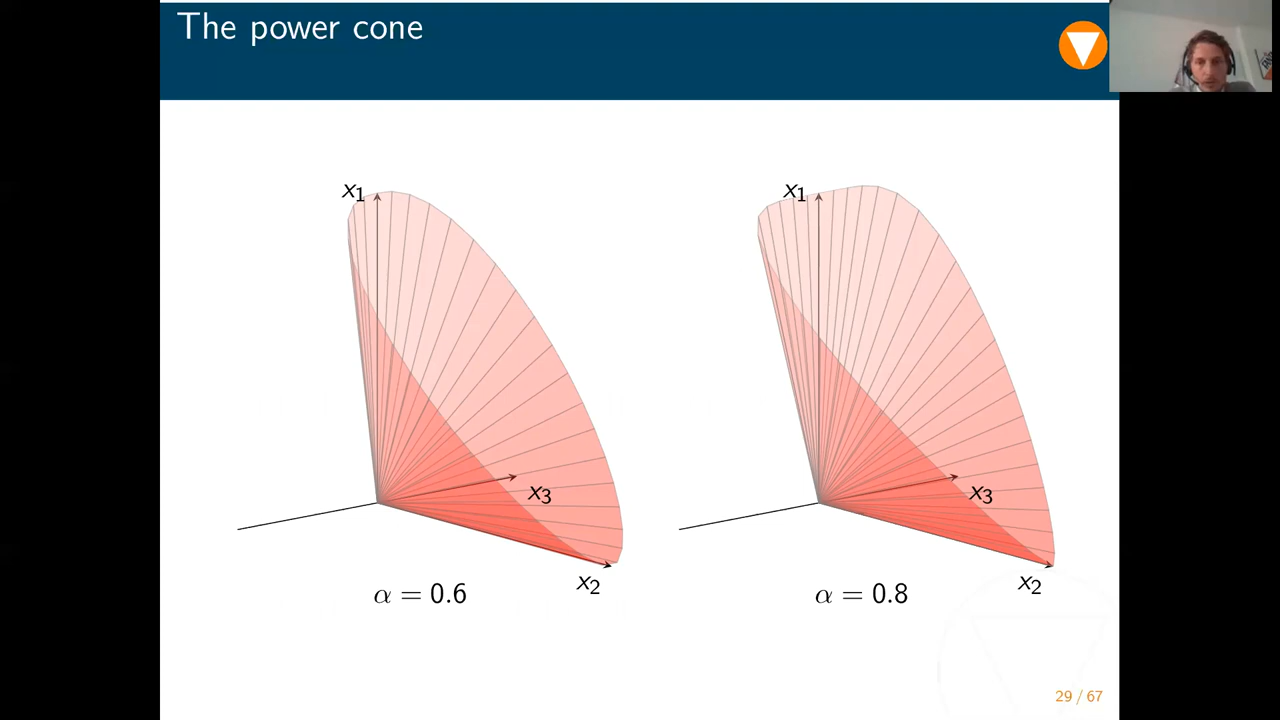 The power cone
x₁
x₃
x₂
α = 0.6
x₁
x₃
x₂
α = 0.8
29 / 67